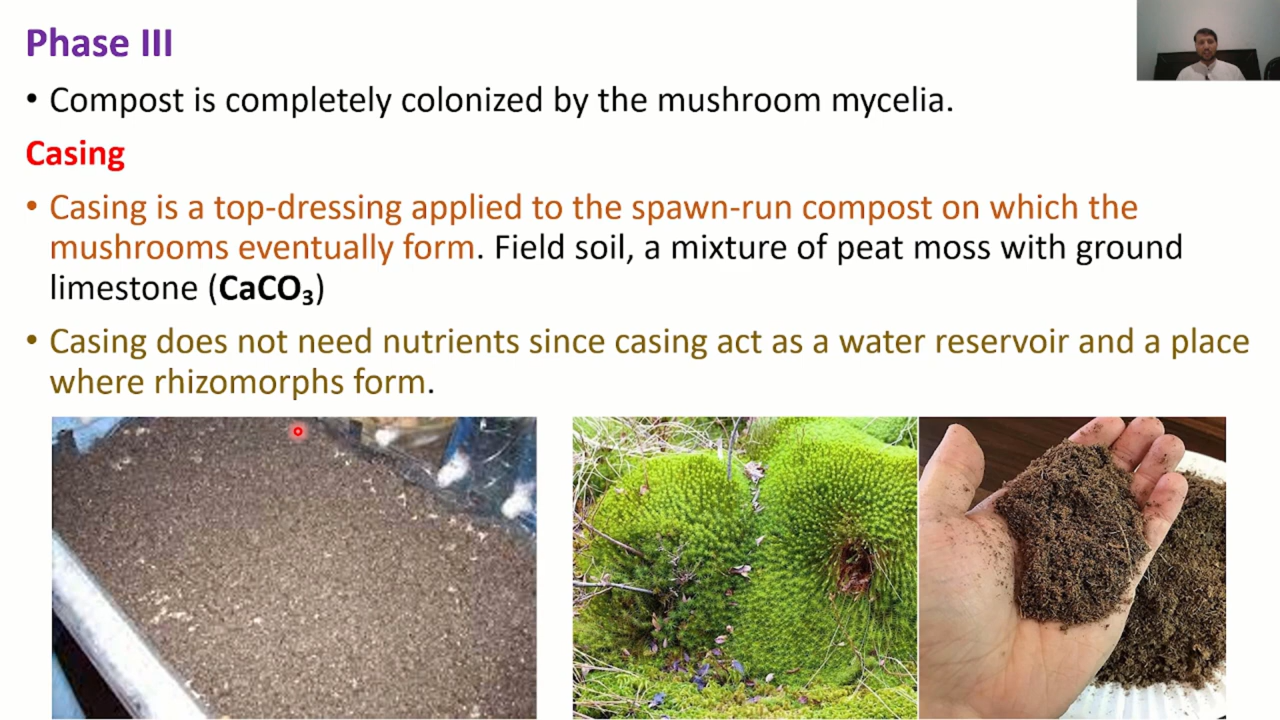 Phase III
• Compost is completely colonized by the mushroom mycelia.
Casing
• Casing is a top-dressing applied to the spawn-run compost on which the
mushrooms eventually form. Field soil, a mixture of peat moss with ground
limestone (CaCO₃)
• Casing does not need nutrients since casing act as a water reservoir and a place
where rhizomorphs form.